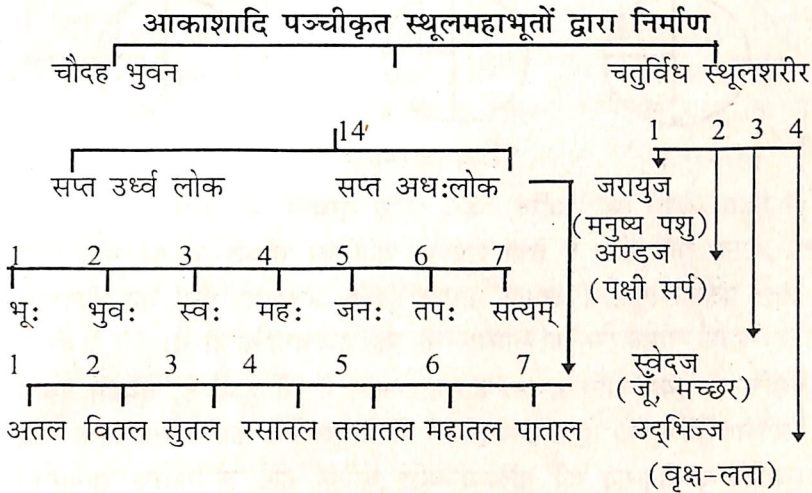 आकाशादि पञ्चीकृत स्थूलमहाभूतों द्वारा निर्माण
चौदह भुवन
चतुर्विध स्थूलशरीर
14
सप्त उर्ध्व लोक सप्त अध:लोक
1 2 3 4 5 6 7
भू: भुव: स्व: मह: जन: तप: सत्यम्
1 2 3 4 5 6 7
अतल वितल सुतल रसातल तलातल महातल पाताल
1 2 3 4
जरायुज
(मनुष्य पशु)
अण्डज
(पक्षी सर्प)
स्वेदज
(जूँ, मच्छर)
उद्भिज्ज
(वृक्ष-लता)